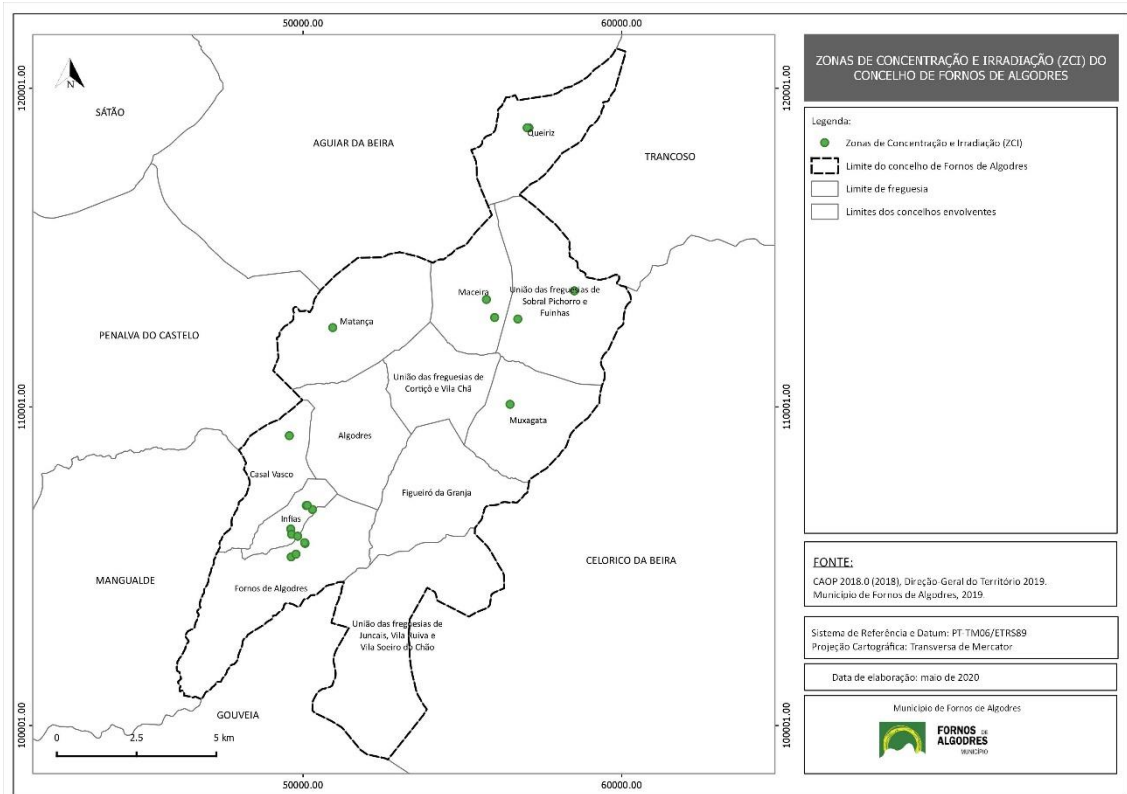 50000.00
60000.00
120001.00
120001.00
N
SÁTÃO
AGUIAR DA BEIRA
Queiriz
TRANCOSO
Maceira
União das freguesias de
Sobral Pichorro e
Fuinhas
Matança
PENALVA DO CASTELO
União das freguesias de
Cortiçô e Vila Chã
110001.00
110001.00
Muxagata
Algodres
Casal Vasco
Figueiró da Granja
Infias
CELORICO DA BEIRA
MANGUALDE
Fornos de Algodres
União das freguesias de
Juncais, Vila Ruiva e
Vila Soeiro do Chão
GOUVEIA
100001.00
100001.00
0
2.5
5 km
50000.00
60000.00
ZONAS DE CONCENTRAÇÃO E IRRADIAÇÃO (ZCI) DO
CONCELHO DE FORNOS DE ALGODRES
Legenda:
Zonas de Concentração e Irradiação (ZCI)
Limite do concelho de Fornos de Algodres
Limite de freguesia
Limites dos concelhos envolventes
FONTE:
CAOP 2018.0 (2018), Direção-Geral do Território 2019.
Município de Fornos de Algodres, 2019.
Sistema de Referência e Datum: PT-TM06/ETRS89
Projeção Cartográfica: Transversa de Mercator
Data de elaboração: maio de 2020
Município de Fornos de Algodres
FORNOS DE
ALGODRES
MUNICÍPIO